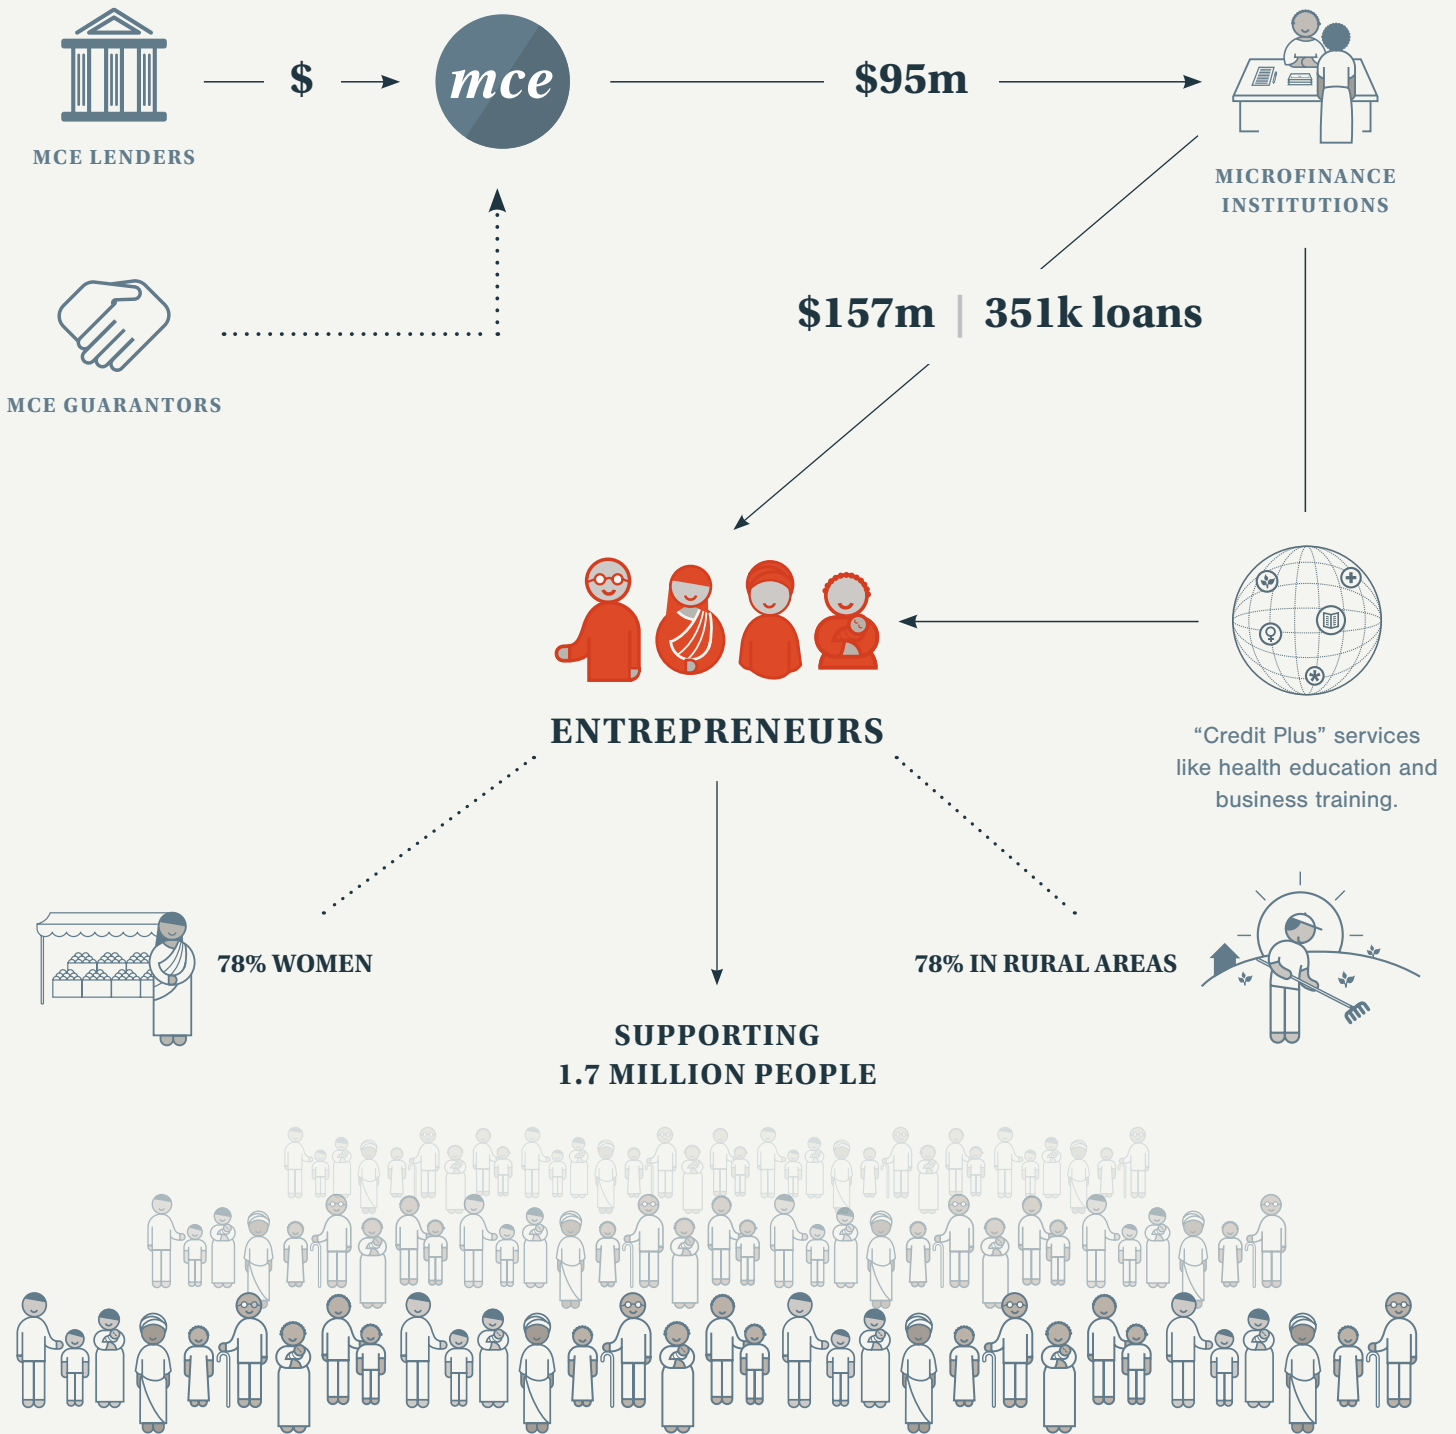 $
mce
$95m
MCE LENDERS
MICROFINANCE
INSTITUTIONS
$157m | 351k loans
MCE GUARANTORS
ENTREPRENEURS
“Credit Plus” services
like health education and
business training.
78% WOMEN
78% IN RURAL AREAS
SUPPORTING
1.7 MILLION PEOPLE